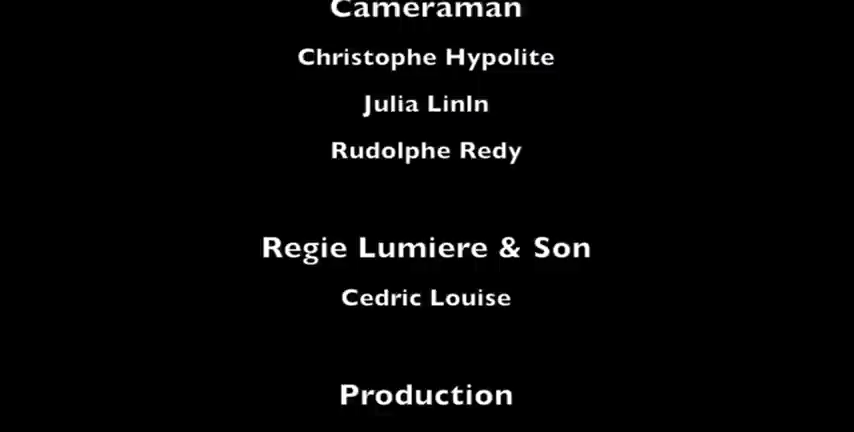 Cameraman
Christophe Hypolite
Julia Linln
Rudolphe Redy
Regie Lumiere & Son
Cedric Louise
Production